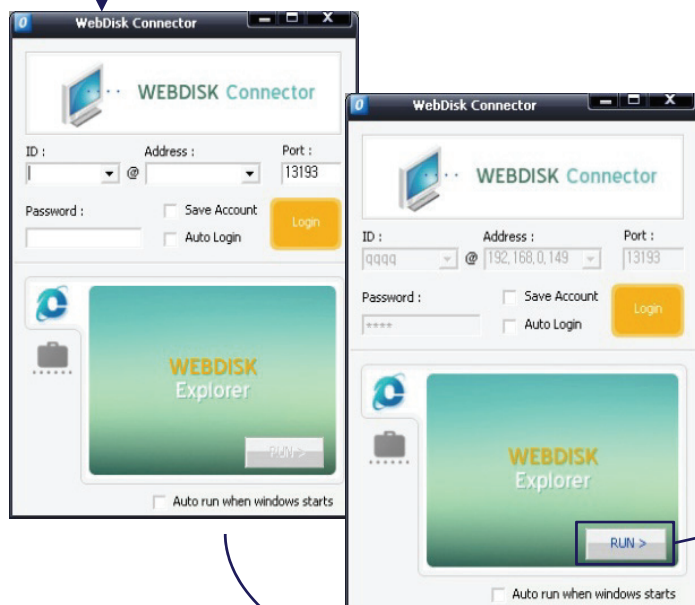 WebDisk Connector
WEBDISK Connector
ID : Address : Port :
@ 13193
Password : Save Account
Auto Login
Login
WEBDISK
Explorer
RUN >
Auto run when windows starts
WebDisk Connector
WEBDISK Connector
ID : Address : Port :
qqqq @ 192,168,0,149 13193
Password : Save Account
**** Auto Login
Login
WEBDISK
Explorer
RUN >
Auto run when windows starts